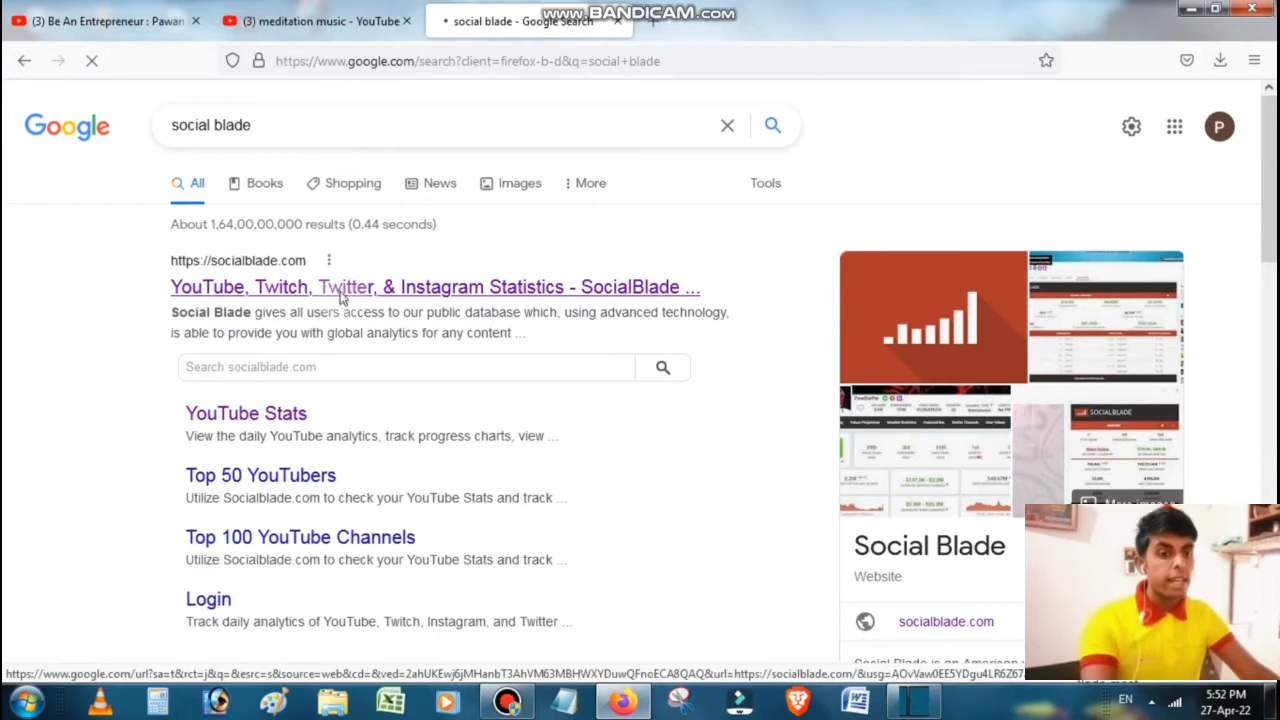 (3) Be An Entrepreneur : Pawan
(3) meditation music - YouTube
social blade - Google Search
www.BANDICAM.com
https://www.google.com/search?client=firefox-b-d&q=social+blade
Google
social blade
P
All
Books
Shopping
News
Images
More
Tools
About 1,64,00,00,000 results (0.44 seconds)
https://socialblade.com
YouTube, Twitch, Twitter, & Instagram Statistics - SocialBlade ...
Social Blade gives all users access to our public database which, using advanced technology,
is able to provide you with global analytics for any content ...
Search socialblade.com
YouTube Stats
View the daily YouTube analytics, track progress charts, view ...
Top 50 YouTubers
Utilize Socialblade.com to check your YouTube Stats and track ...
Top 100 YouTube Channels
Utilize Socialblade.com to check your YouTube Stats and track ...
Login
Track daily analytics of YouTube, Twitch, Instagram, and Twitter ...
SOCIALBLADE
More images
Social Blade
Website
socialblade.com
Social Blade is an American
EN
5:52 PM
27-Apr-22